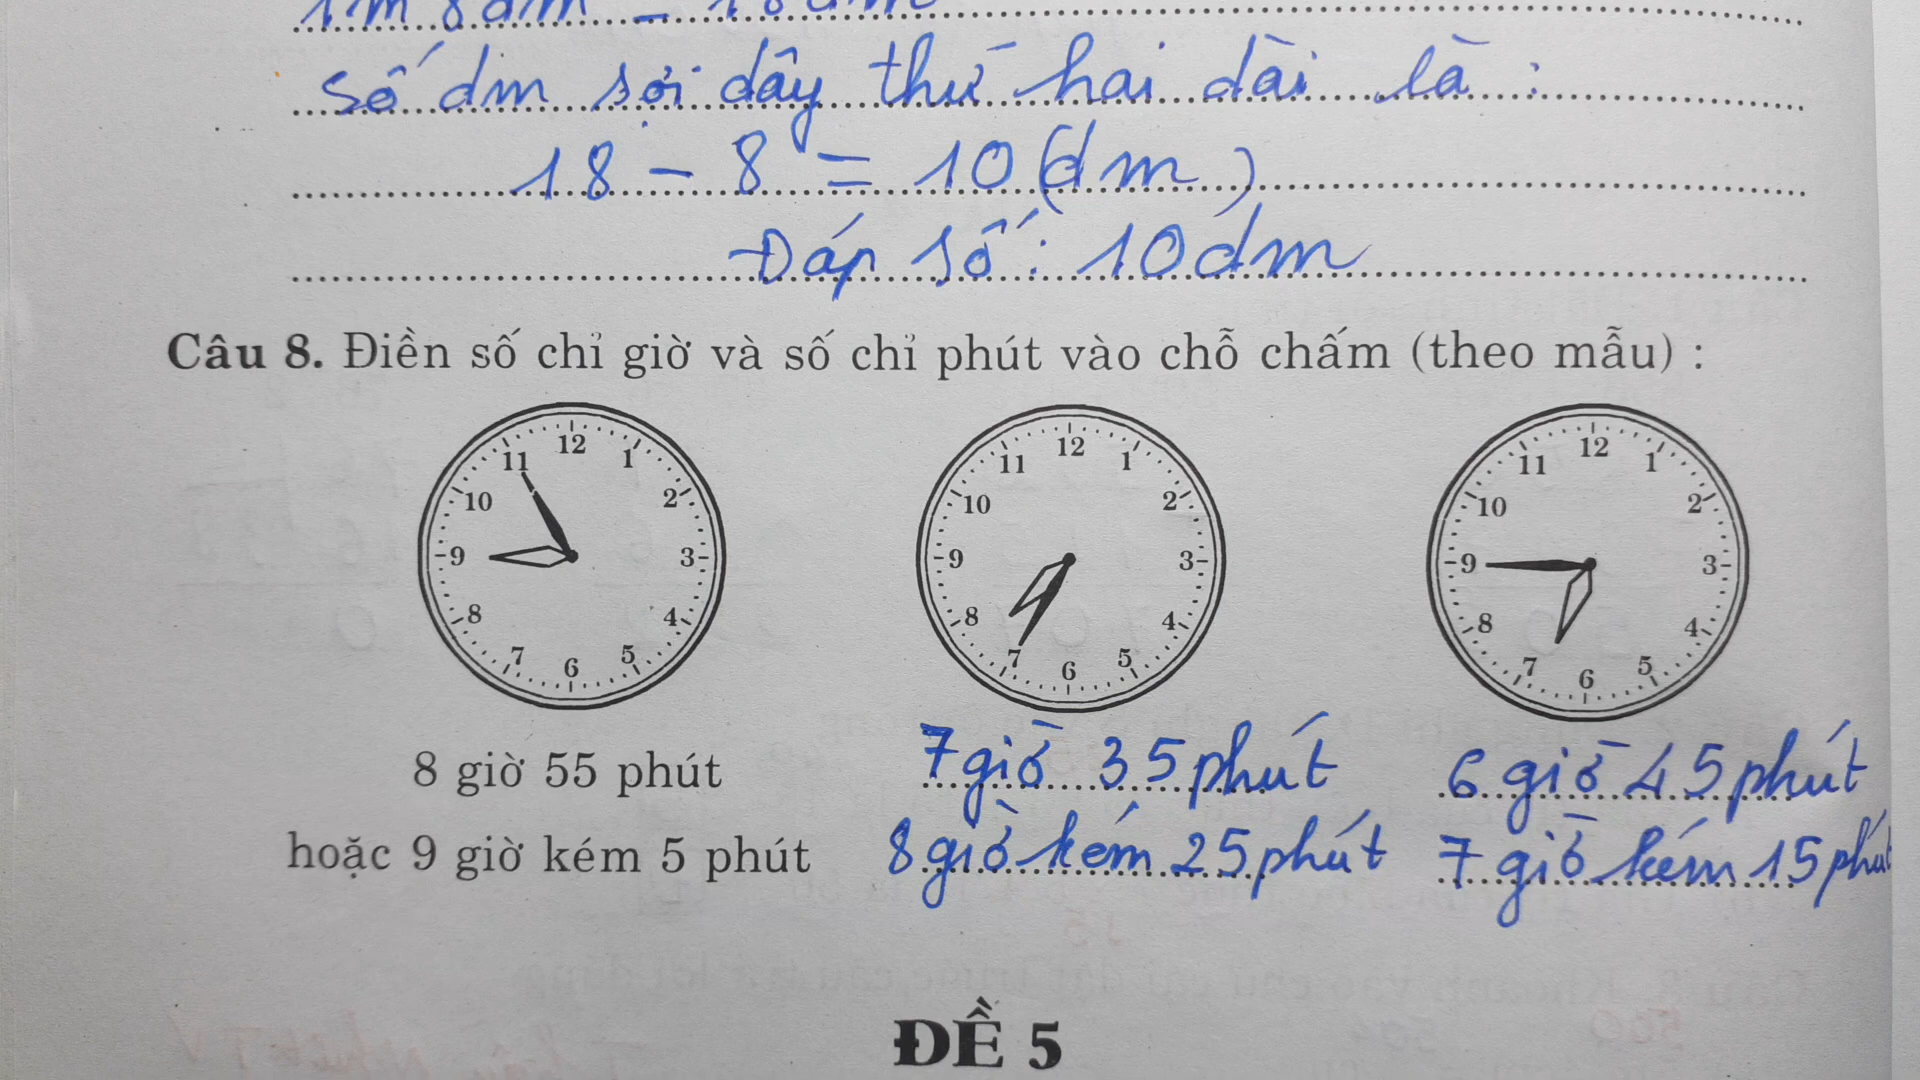 1m 8dm = 18dm
Số dm sợi dây thứ hai dài là :
18 - 8 = 10 (dm)
Đáp số : 10dm
Câu 8. Điền số chỉ giờ và số chỉ phút vào chỗ chấm (theo mẫu) :
12 1 2 3 4 5 6 7 8 9 10 11
12 1 2 3 4 5 6 7 8 9 10 11
12 1 2 3 4 5 6 7 8 9 10 11
8 giờ 55 phút 7 giờ 35 phút 6 giờ 45 phút
hoặc 9 giờ kém 5 phút 8 giờ kém 25 phút 7 giờ kém 15 phút
ĐỀ 5